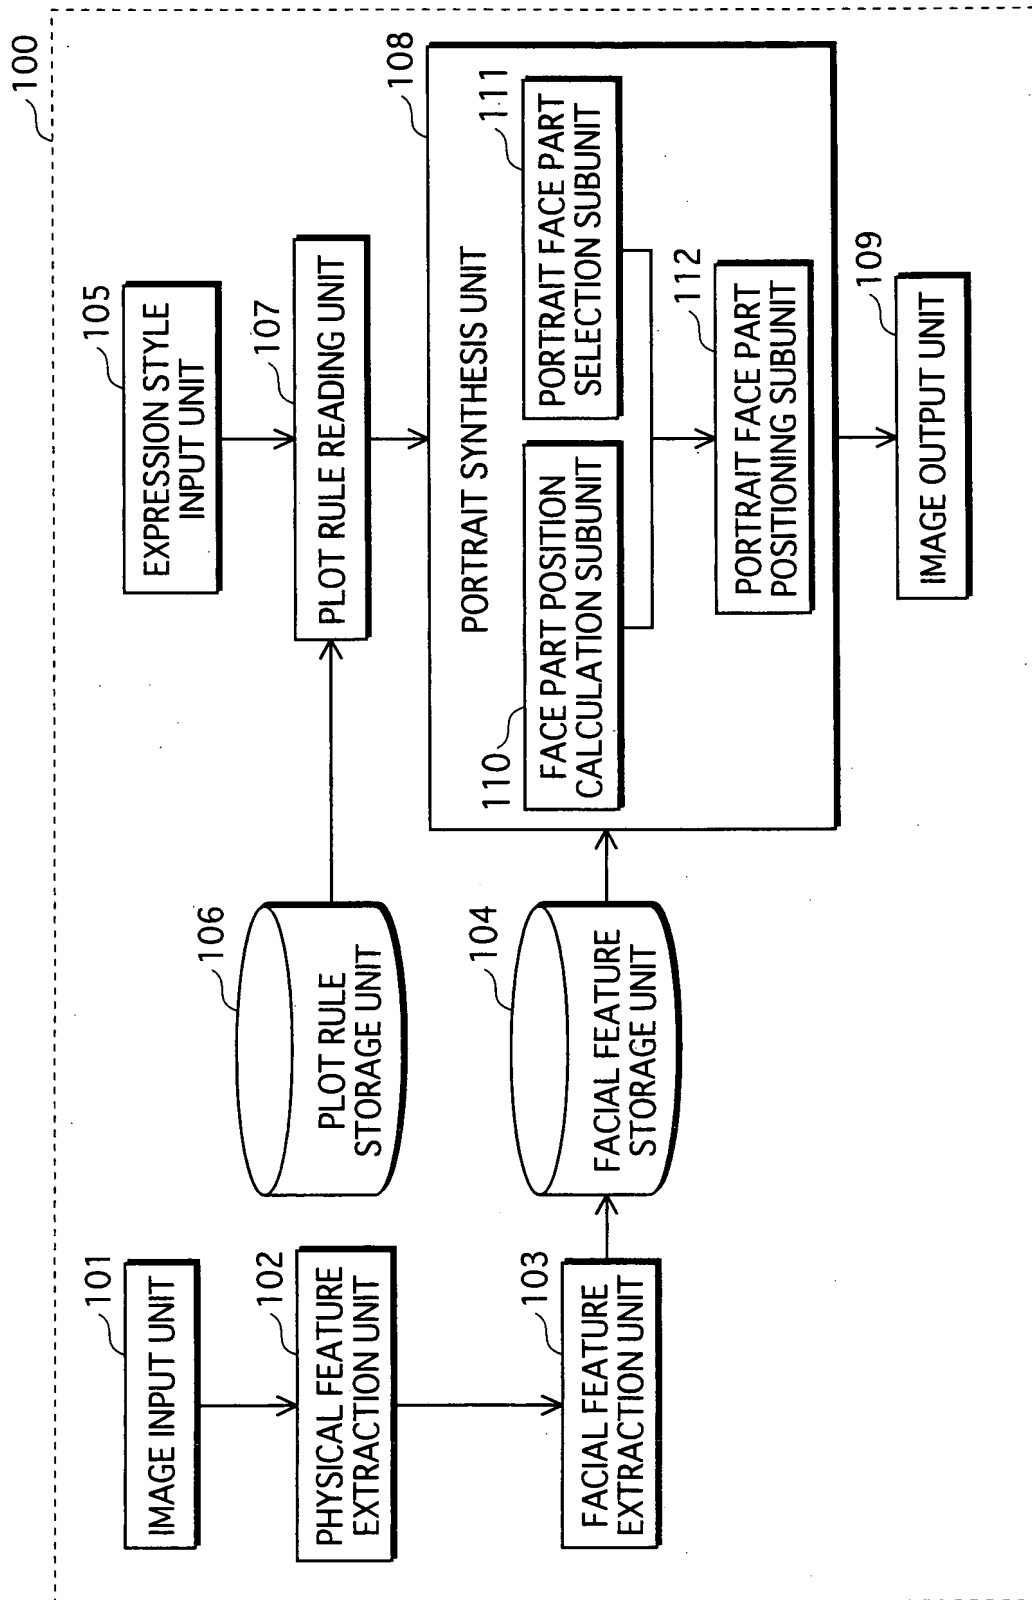 100
101
IMAGE INPUT UNIT
102
PHYSICAL FEATURE
EXTRACTION UNIT
103
FACIAL FEATURE
EXTRACTION UNIT
106
PLOT RULE
STORAGE UNIT
104
FACIAL FEATURE
STORAGE UNIT
105
EXPRESSION STYLE
INPUT UNIT
107
PLOT RULE READING UNIT
108
PORTRAIT SYNTHESIS UNIT
110
FACE PART POSITION
CALCULATION SUBUNIT
111
PORTRAIT FACE PART
SELECTION SUBUNIT
112
PORTRAIT FACE PART
POSITIONING SUBUNIT
109
IMAGE OUTPUT UNIT